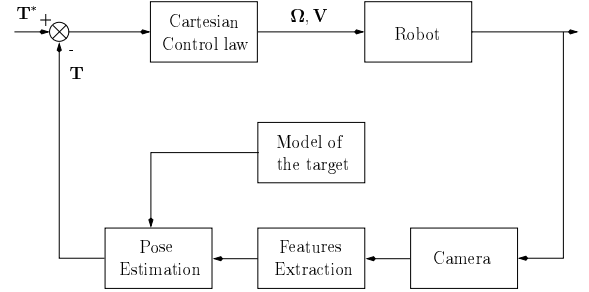 T*
+
-
T
Cartesian
Control law
Ω, V
Robot
Model of
the target
Pose
Estimation
Features
Extraction
Camera